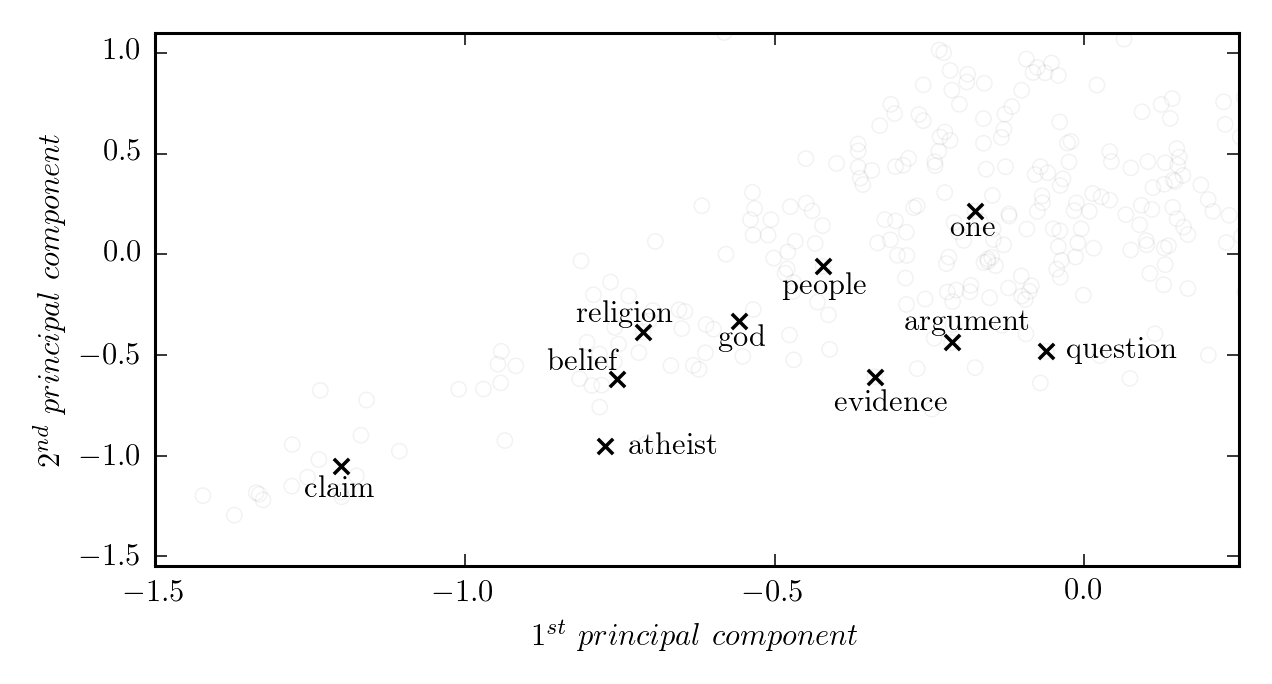 1.0
0.5
0.0
−0.5
−1.0
−1.5
2nd principal component
one
people
religion
god
argument
question
belief
evidence
atheist
claim
−1.5 −1.0 −0.5 0.0
1st principal component